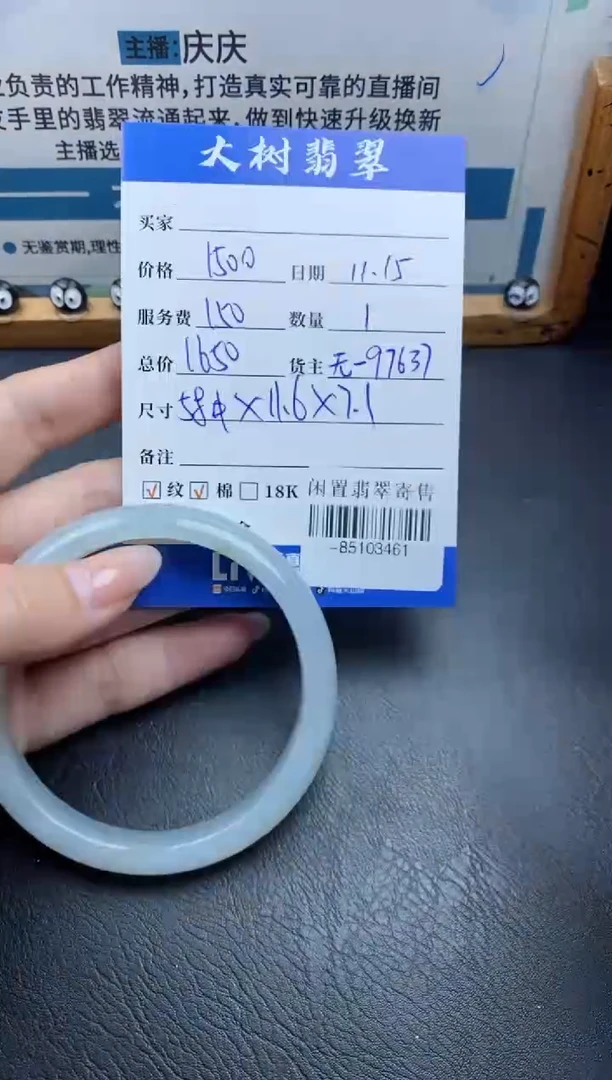 主播:庆庆
负责的工作精神,打造真实可靠的直播间
手里的翡翠流通起来,做到快速升级换新
主播选
大树翡翠
无鉴赏期,理性
买家
价格 1500 日期 11.15
服务费 150 数量 1
总价 1650 货主 无-97637
尺寸 58中×11.6×7.1
备注
纹 棉 18K 闲置翡翠寄售
-85103461